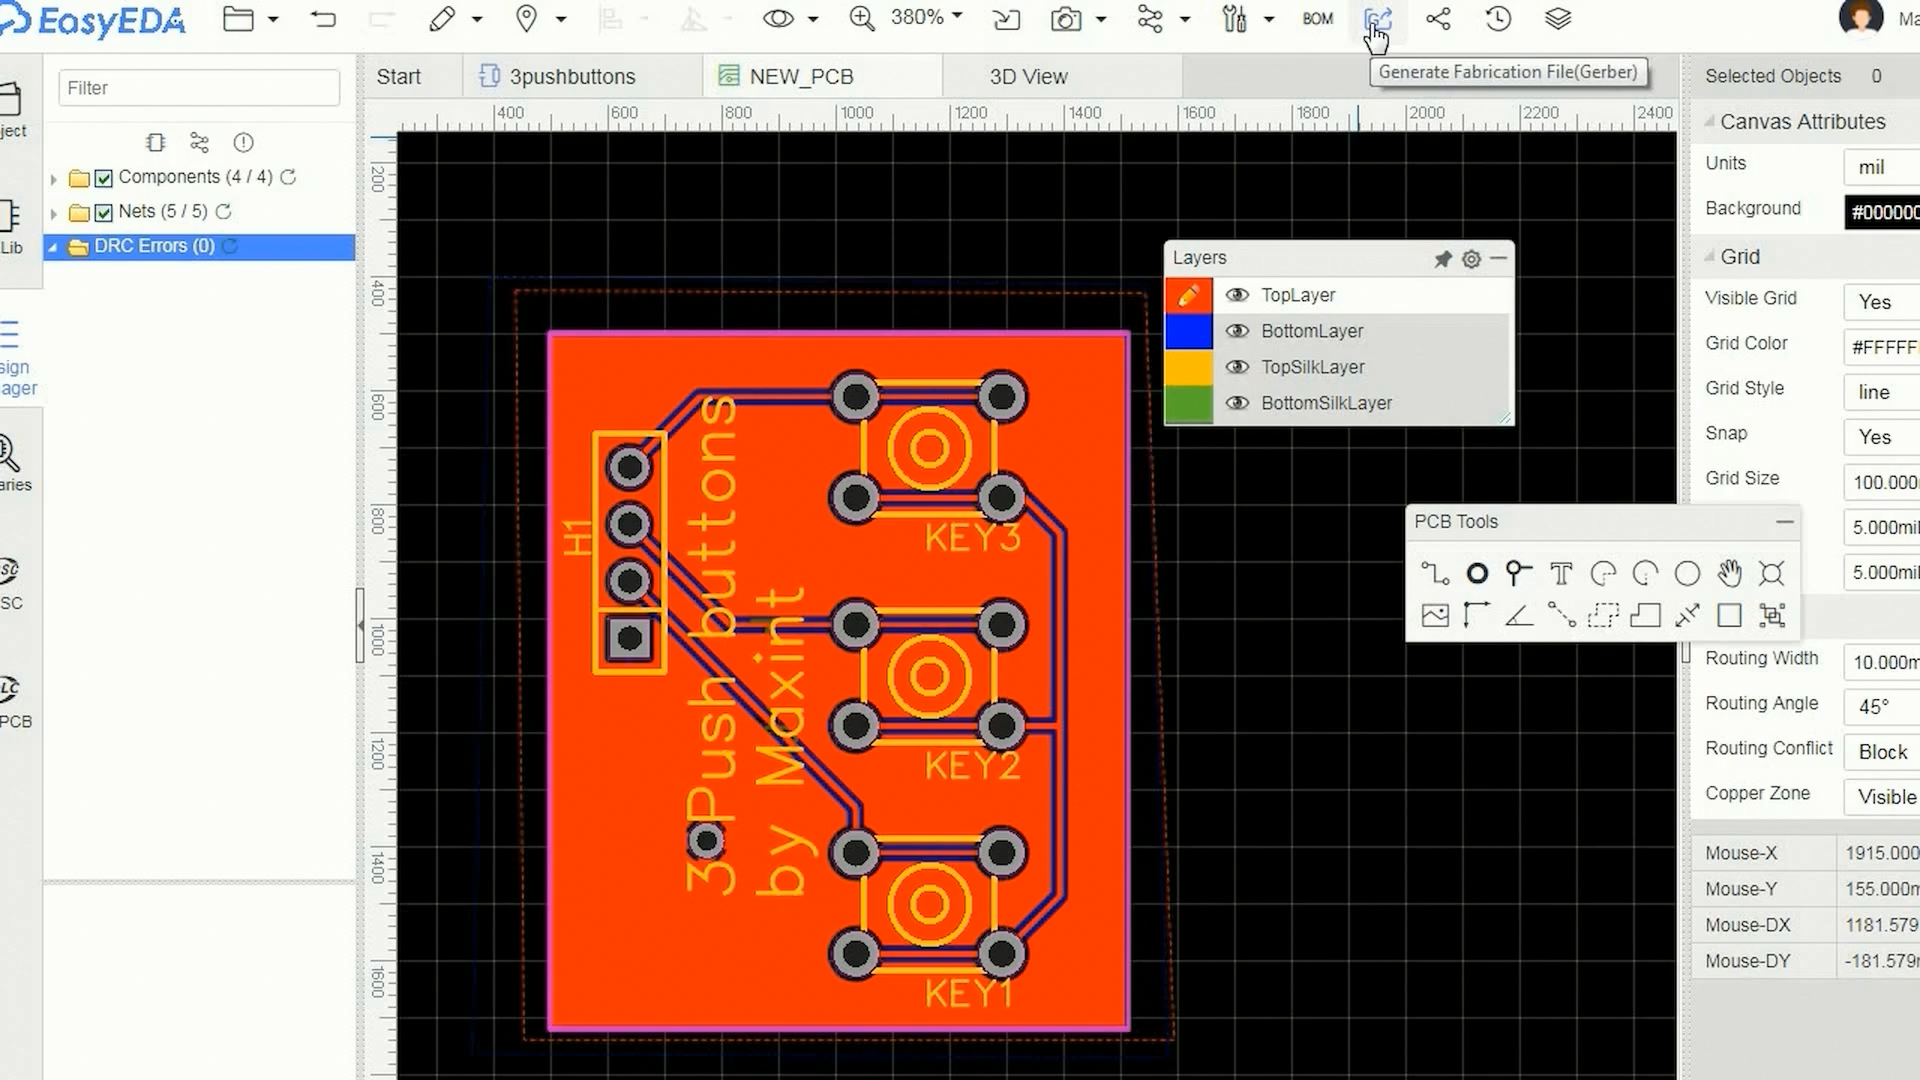 EasyEDA
380%
BOM
Ma
Generate Fabrication File(Gerber)
Start
3pushbuttons
NEW_PCB
3D View
Selected Objects 0
Filter
ject
Lib
sign
ager
aries
SC
SC
LC
PCB
Components (4 / 4)
Nets (5 / 5)
DRC Errors (0)
400 600 800 1000 1200 1400 1600 1800 2000 2200 2400
200
400
600
800
1000
1200
1400
1600
H1
3Push buttons
by Maxint
KEY3
KEY2
KEY1
Layers
TopLayer
BottomLayer
TopSilkLayer
BottomSilkLayer
PCB Tools
T
Canvas Attributes
Units mil
Background #000000
Grid
Visible Grid Yes
Grid Color #FFFFF
Grid Style line
Snap Yes
Grid Size 100.000
5.000mil
5.000mil
Routing Width 10.000m
Routing Angle 45°
Routing Conflict Block
Copper Zone Visible
Mouse-X 1915.000
Mouse-Y 155.000m
Mouse-DX 1181.579
Mouse-DY -181.579